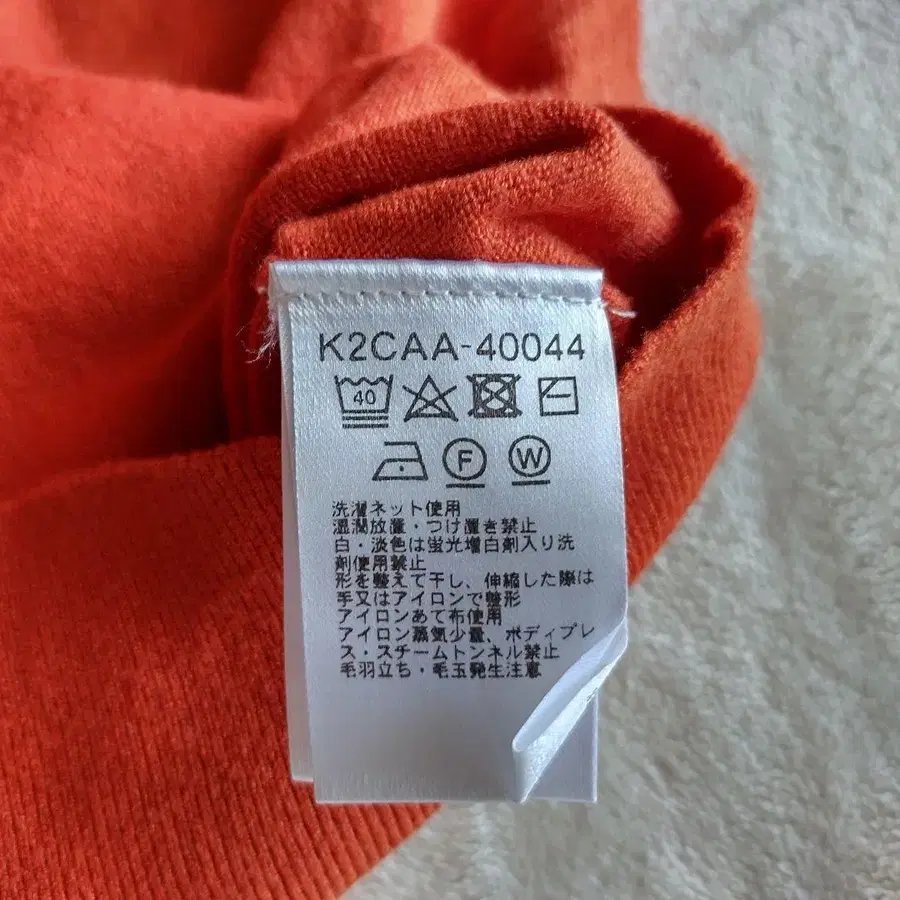 K2CAA-40044
40
F W
洗濯ネット使用
湿潤放置・つけ置き禁止
白・淡色は蛍光増白剤入り洗
剤使用禁止
形を整えて干し、伸縮した際は
手又はアイロンで整形
アイロンあて布使用
アイロン蒸気少量、ボディプレ
ス・スチームトンネル禁止
毛羽立ち・毛玉発生注意